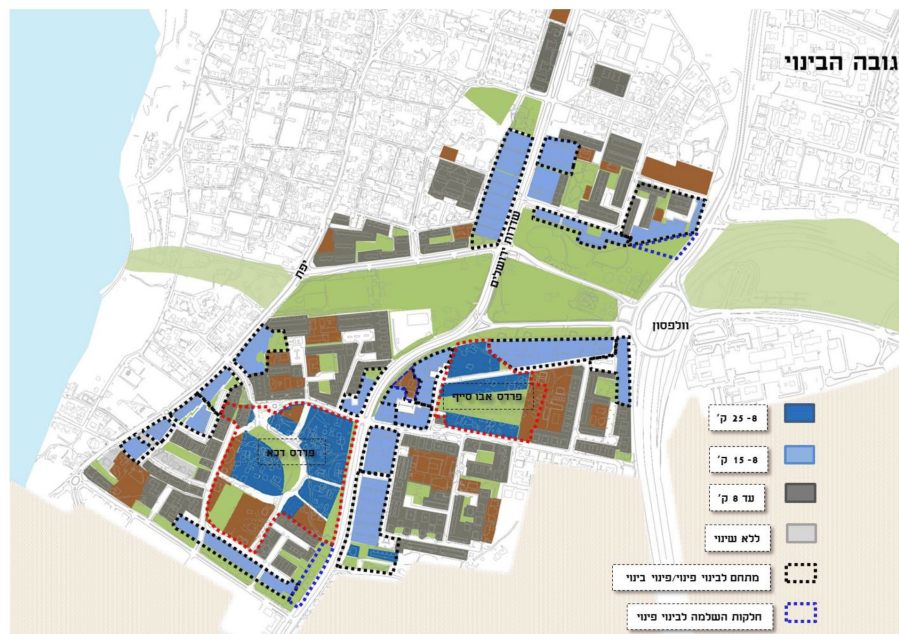 גובה הבינוי
שדרות ירושלים
יפת
וולפסון
פרדס אבו סייף
פרדס דכא
8- 25 ק'
8- 15 ק'
עד 8 ק'
ללא שינוי
מתחם לבינוי פינוי/פינוי בינוי
חלקות השלמה לבינוי פינוי